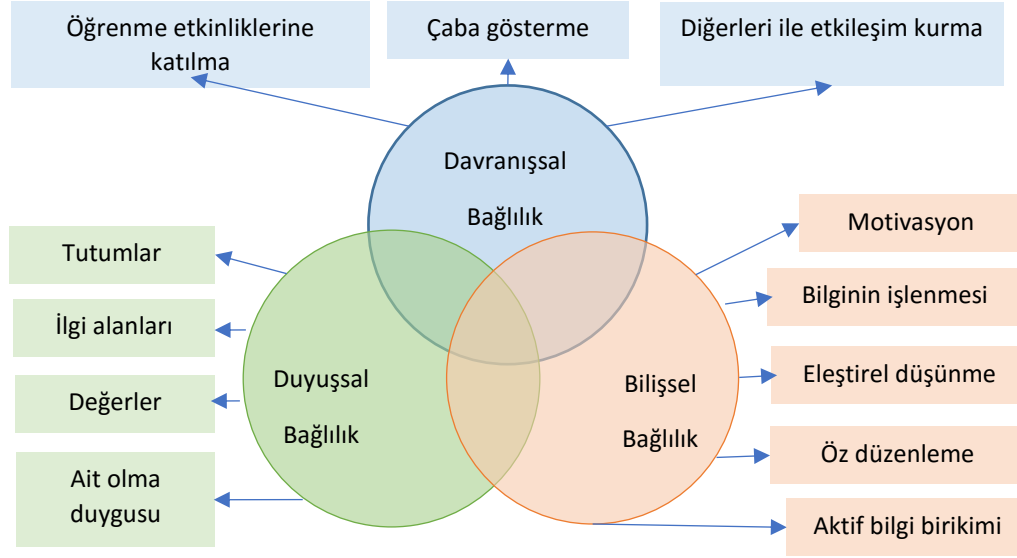 Öğrenme etkinliklerine
katılma
Çaba gösterme
Diğerleri ile etkileşim kurma
Davranışsal
Bağlılık
Tutumlar
İlgi alanları
Değerler
Ait olma
duygusu
Duyuşsal
Bağlılık
Bilişsel
Bağlılık
Motivasyon
Bilginin işlenmesi
Eleştirel düşünme
Öz düzenleme
Aktif bilgi birikimi